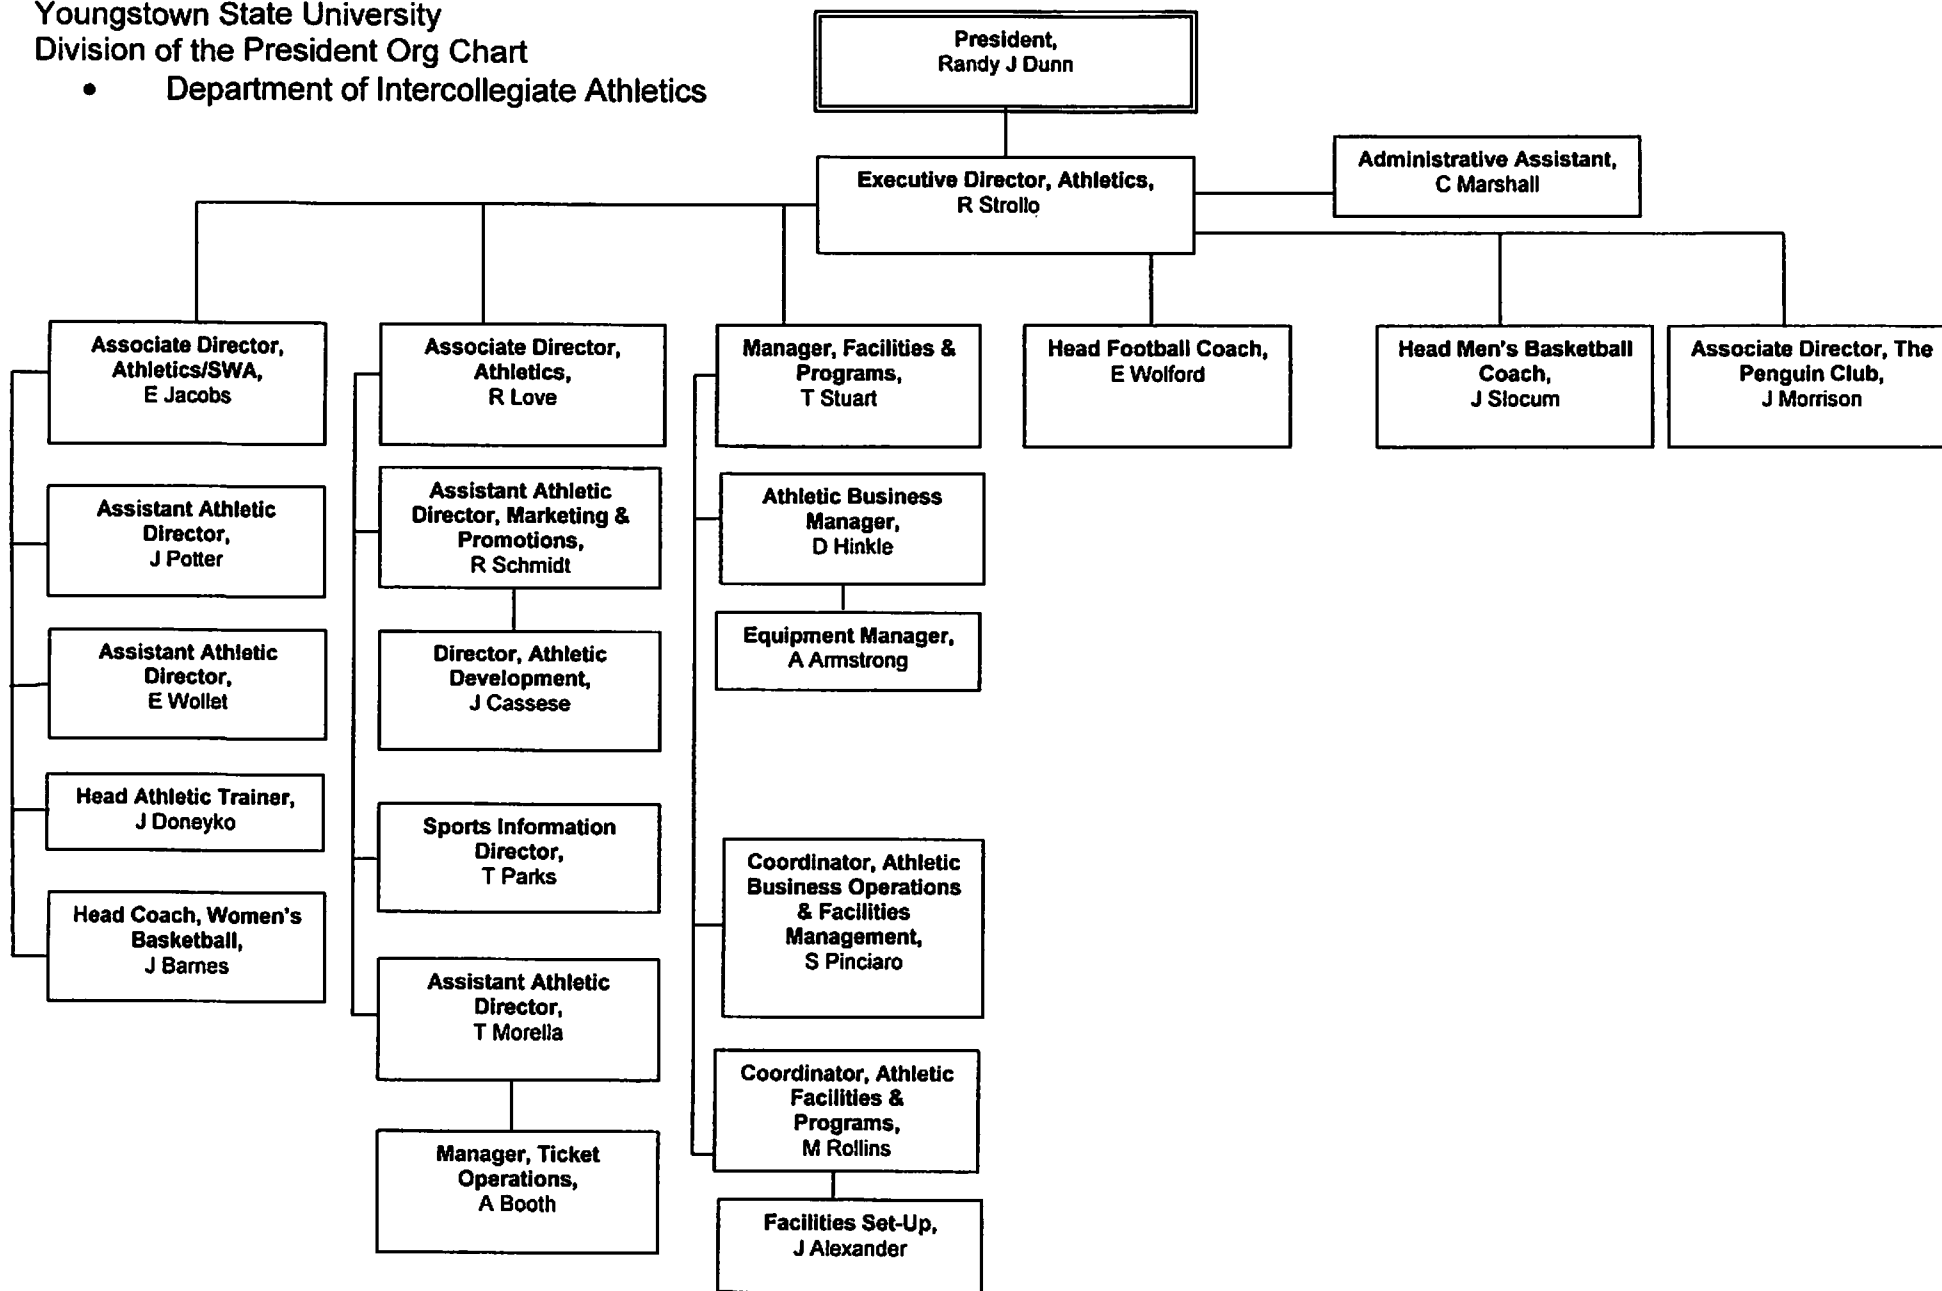 Youngstown State University
Division of the President Org Chart
• Department of Intercollegiate Athletics
President,
Randy J Dunn
Executive Director, Athletics,
R Strollo
Administrative Assistant,
C Marshall
Associate Director,
Athletics/SWA,
E Jacobs
Assistant Athletic
Director,
J Potter
Assistant Athletic
Director,
E Wollet
Head Athletic Trainer,
J Doneyko
Head Coach, Women's
Basketball,
J Barnes
Associate Director,
Athletics,
R Love
Assistant Athletic
Director, Marketing &
Promotions,
R Schmidt
Director, Athletic
Development,
J Cassese
Sports Information
Director,
T Parks
Assistant Athletic
Director,
T Morella
Manager, Ticket
Operations,
A Booth
Manager, Facilities &
Programs,
T Stuart
Athletic Business
Manager,
D Hinkle
Equipment Manager,
A Armstrong
Coordinator, Athletic
Business Operations
& Facilities
Management,
S Pinciaro
Coordinator, Athletic
Facilities &
Programs,
M Rollins
Facilities Set-Up,
J Alexander
Head Football Coach,
E Wolford
Head Men's Basketball
Coach,
J Slocum
Associate Director, The
Penguin Club,
J Morrison